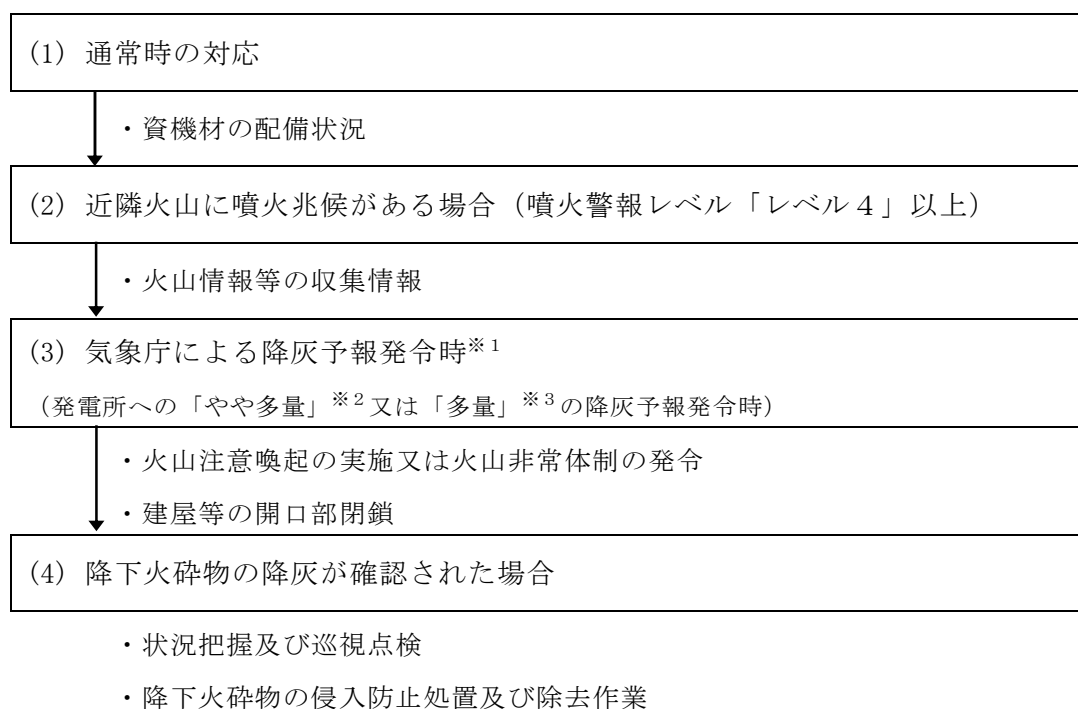 (1) 通常時の対応
・資機材の配備状況
(2) 近隣火山に噴火兆候がある場合（噴火警報レベル「レベル４」以上）
・火山情報等の収集情報
(3) 気象庁による降灰予報発令時※１
（発電所への「やや多量」※２又は「多量」※３の降灰予報発令時）
・火山注意喚起の実施又は火山非常体制の発令
・建屋等の開口部閉鎖
(4) 降下火砕物の降灰が確認された場合
・状況把握及び巡視点検
・降下火砕物の侵入防止処置及び除去作業